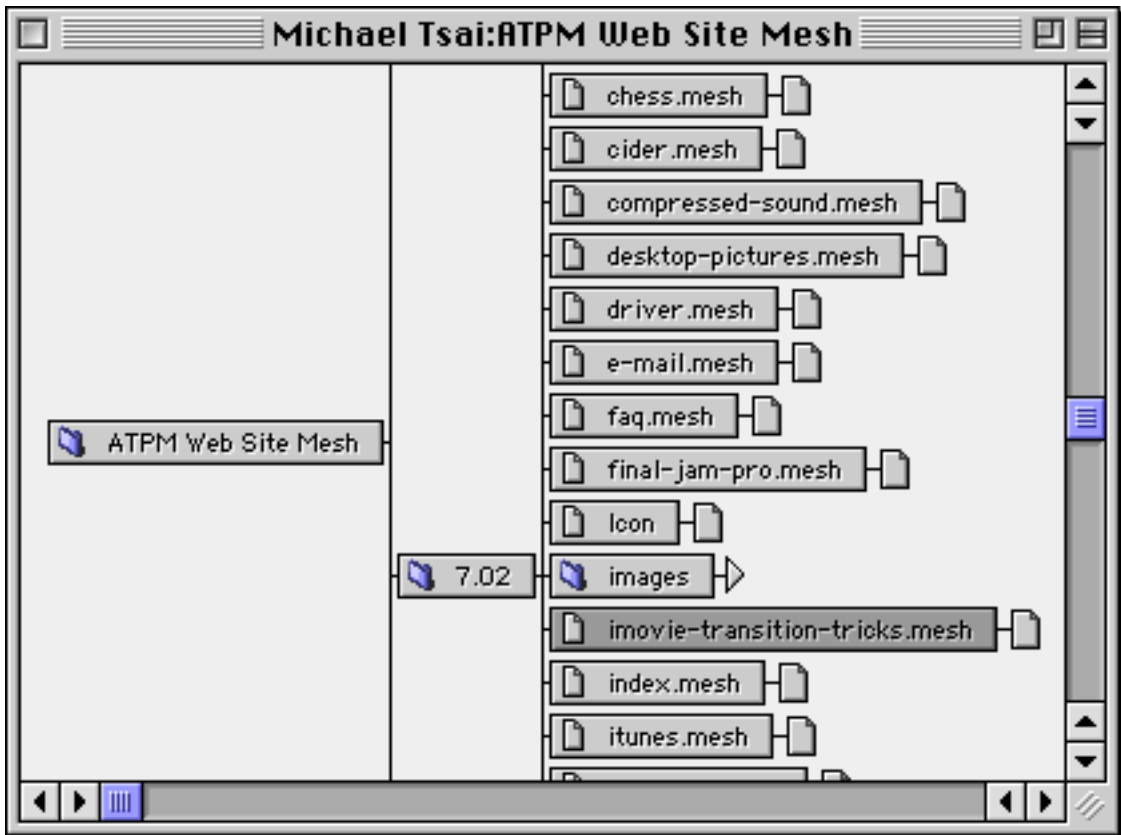 Michael Tsai:ATPM Web Site Mesh
chess.mesh
cider.mesh
compressed-sound.mesh
desktop-pictures.mesh
driver.mesh
e-mail.mesh
faq.mesh
ATPM Web Site Mesh
final-jam-pro.mesh
Icon
7.02
images
imovie-transition-tricks.mesh
index.mesh
itunes.mesh